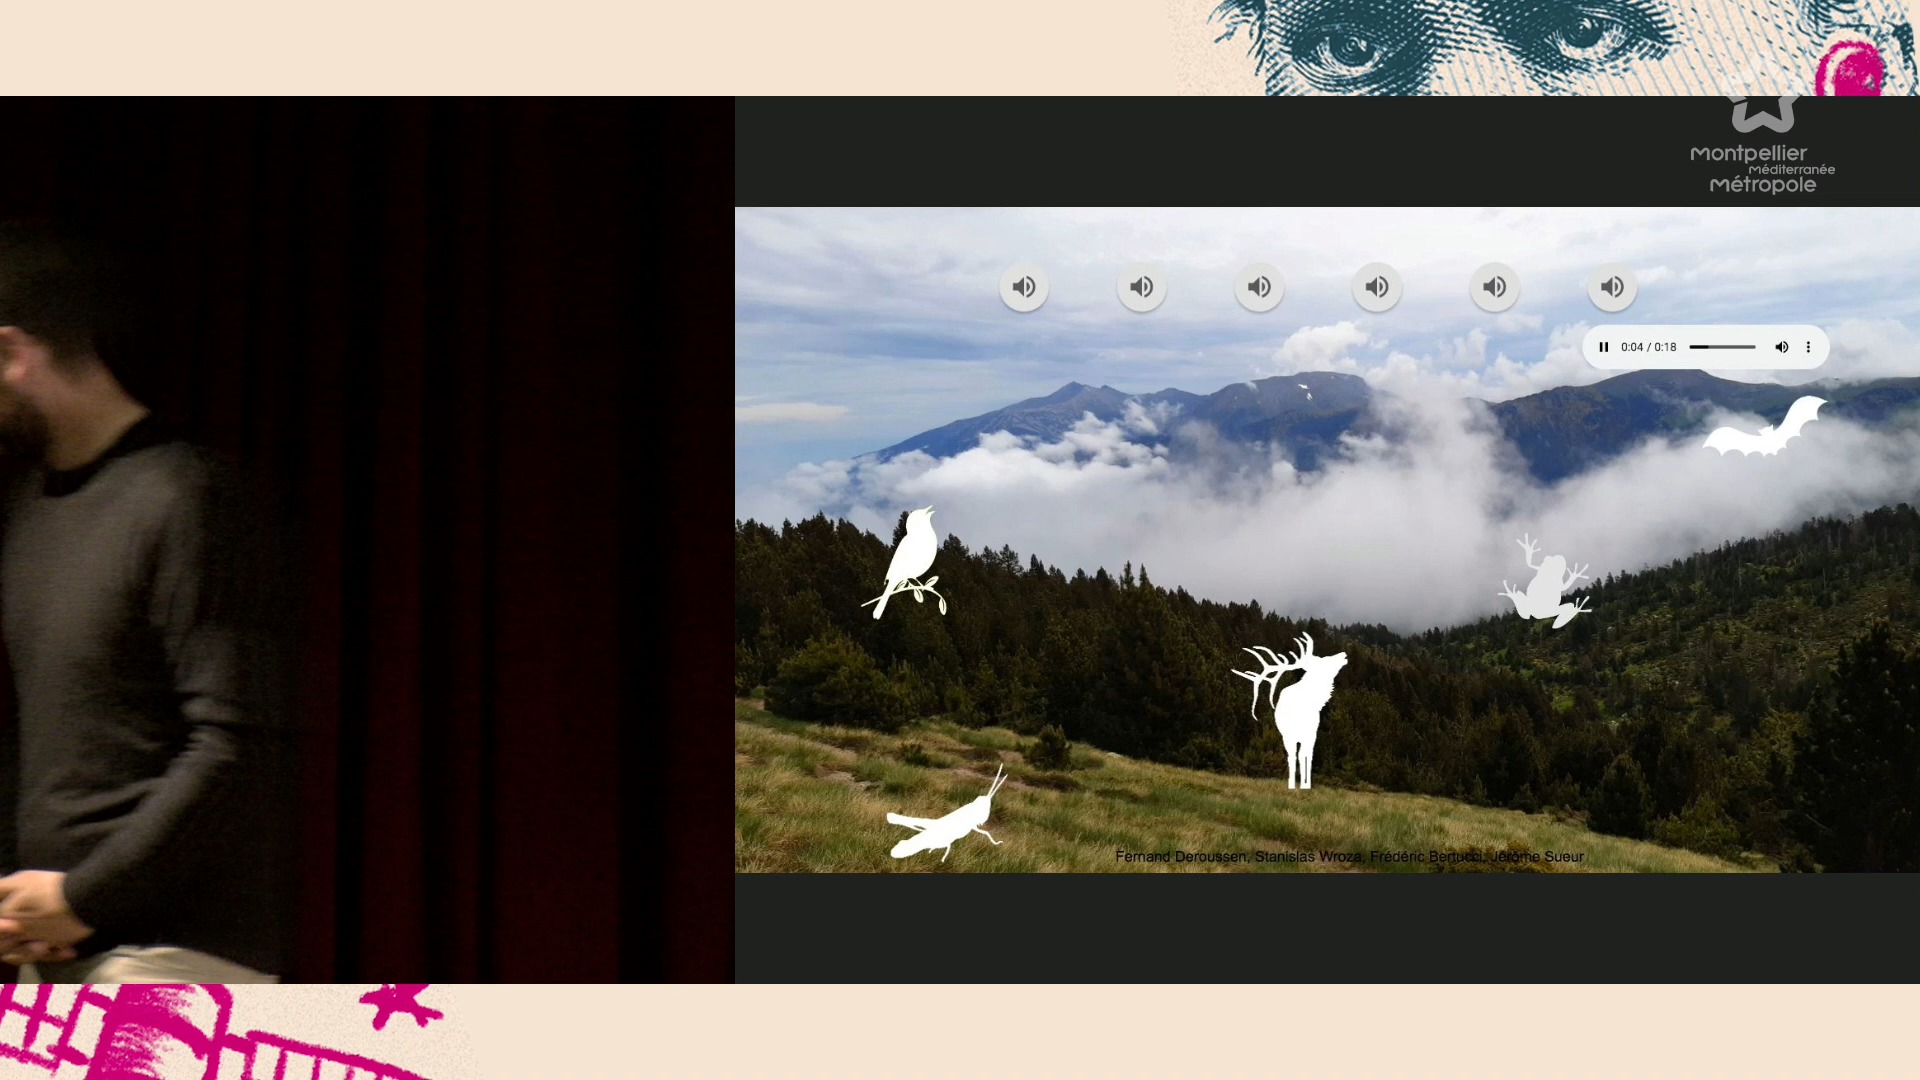 montpellier
méditerranée
métropole
0:04 / 0:18
Fernand Deroussen, Stanislas Wroza, Frédéric Bertucci, Jérôme Sueur